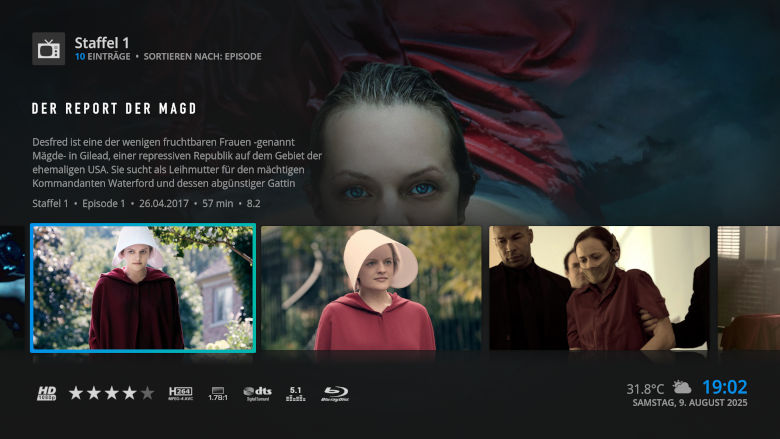 Staffel 1
10 EINTRÄGE • SORTIEREN NACH: EPISODE
DER REPORT DER MAGD
Desfred ist eine der wenigen fruchtbaren Frauen -genannt
Mägde- in Gilead, einer repressiven Republik auf dem Gebiet der
ehemaligen USA. Sie sucht als Leihmutter für den mächtigen
Kommandanten Waterford und dessen abgünstiger Gattin
Staffel 1 • Episode 1 • 26.04.2017 • 57 min • 8.2
HD
1080p
H264
MPEG-4 AVC
1.78:1
dts
Digital Surround
5.1
Blu-ray Disc
31.8°C 19:02
SAMSTAG, 9. AUGUST 2025